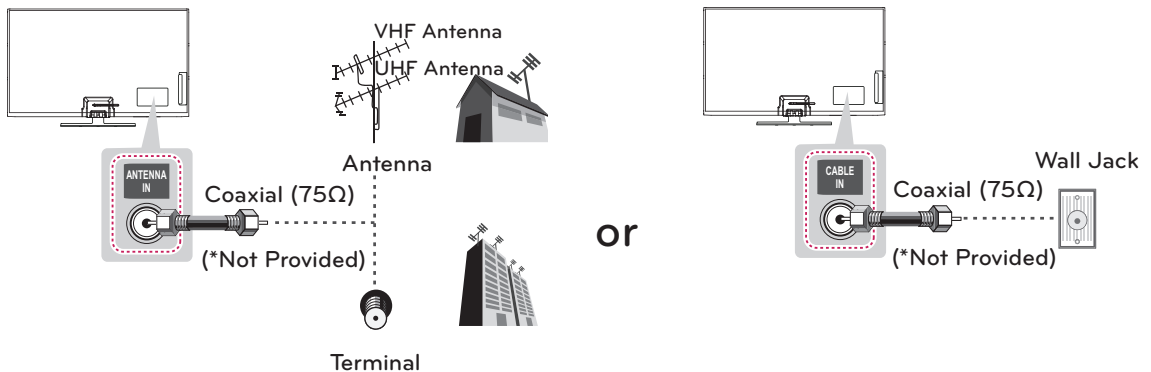 VHF Antenna
UHF Antenna
Antenna
ANTENNA
IN
Coaxial (75Ω)
(*Not Provided)
Terminal
or
Wall Jack
CABLE
IN
Coaxial (75Ω)
(*Not Provided)